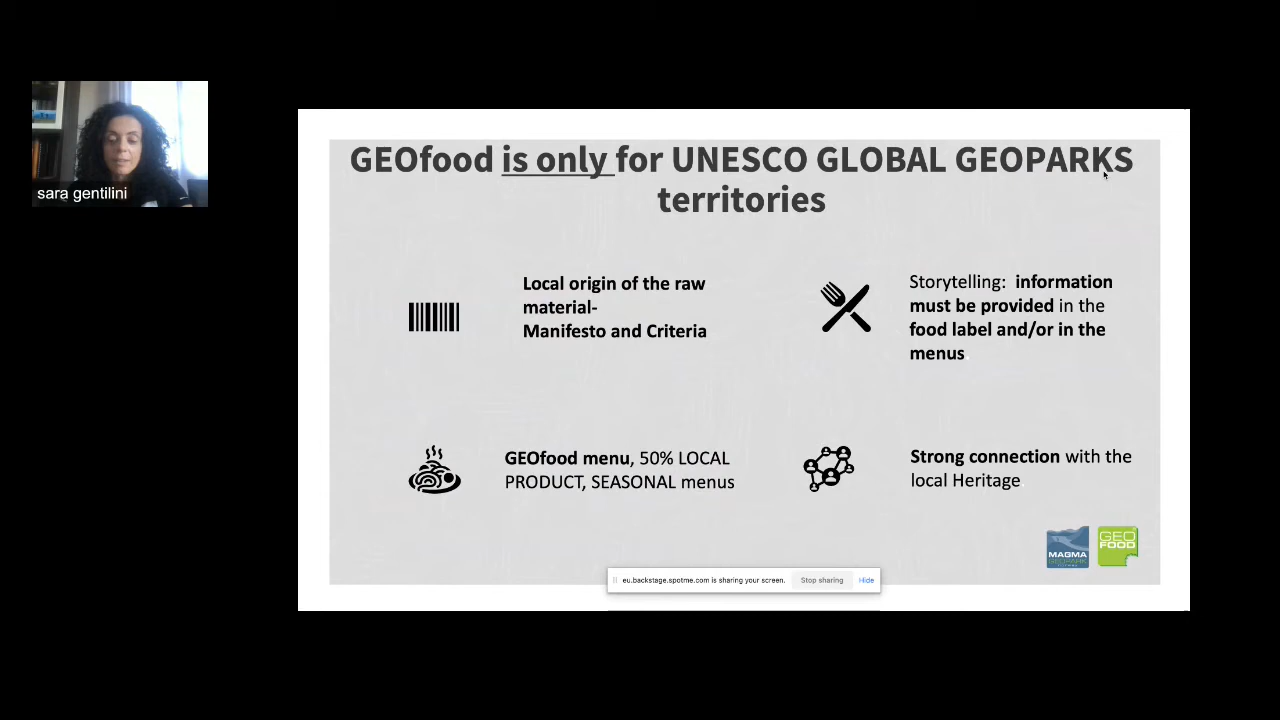 sara gentilini
GEOfood is only for UNESCO GLOBAL GEOPARKS
territories
Local origin of the raw
material-
Manifesto and Criteria
Storytelling: information
must be provided in the
food label and/or in the
menus.
GEOfood menu, 50% LOCAL
PRODUCT, SEASONAL menus
Strong connection with the
local Heritage.
MAGMA
GEOPARK
GEO
FOOD
eu.backstage.spotme.com is sharing your screen.
Stop sharing
Hide